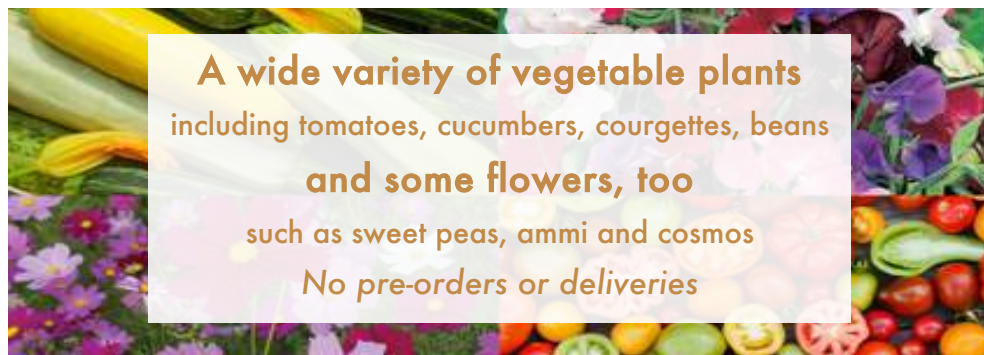 A wide variety of vegetable plants
including tomatoes, cucumbers, courgettes, beans
and some flowers, too
such as sweet peas, ammi and cosmos
No pre-orders or deliveries